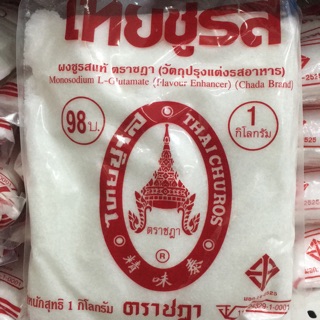 ไทยชูรส
ผงชูรสแท้ ตราชฎา (วัตถุปรุงแต่งรสอาหาร)
Monosodium L-Glutamate (Flavour Enhancer) (Chada Brand)
98 บ.
1
กิโลกรัม
ไทยชูรส
THAI CHUROS
ตราชฎา
®
精味泰
น้ำหนักสุทธิ 1 กิโลกรัม
ตราชฎา